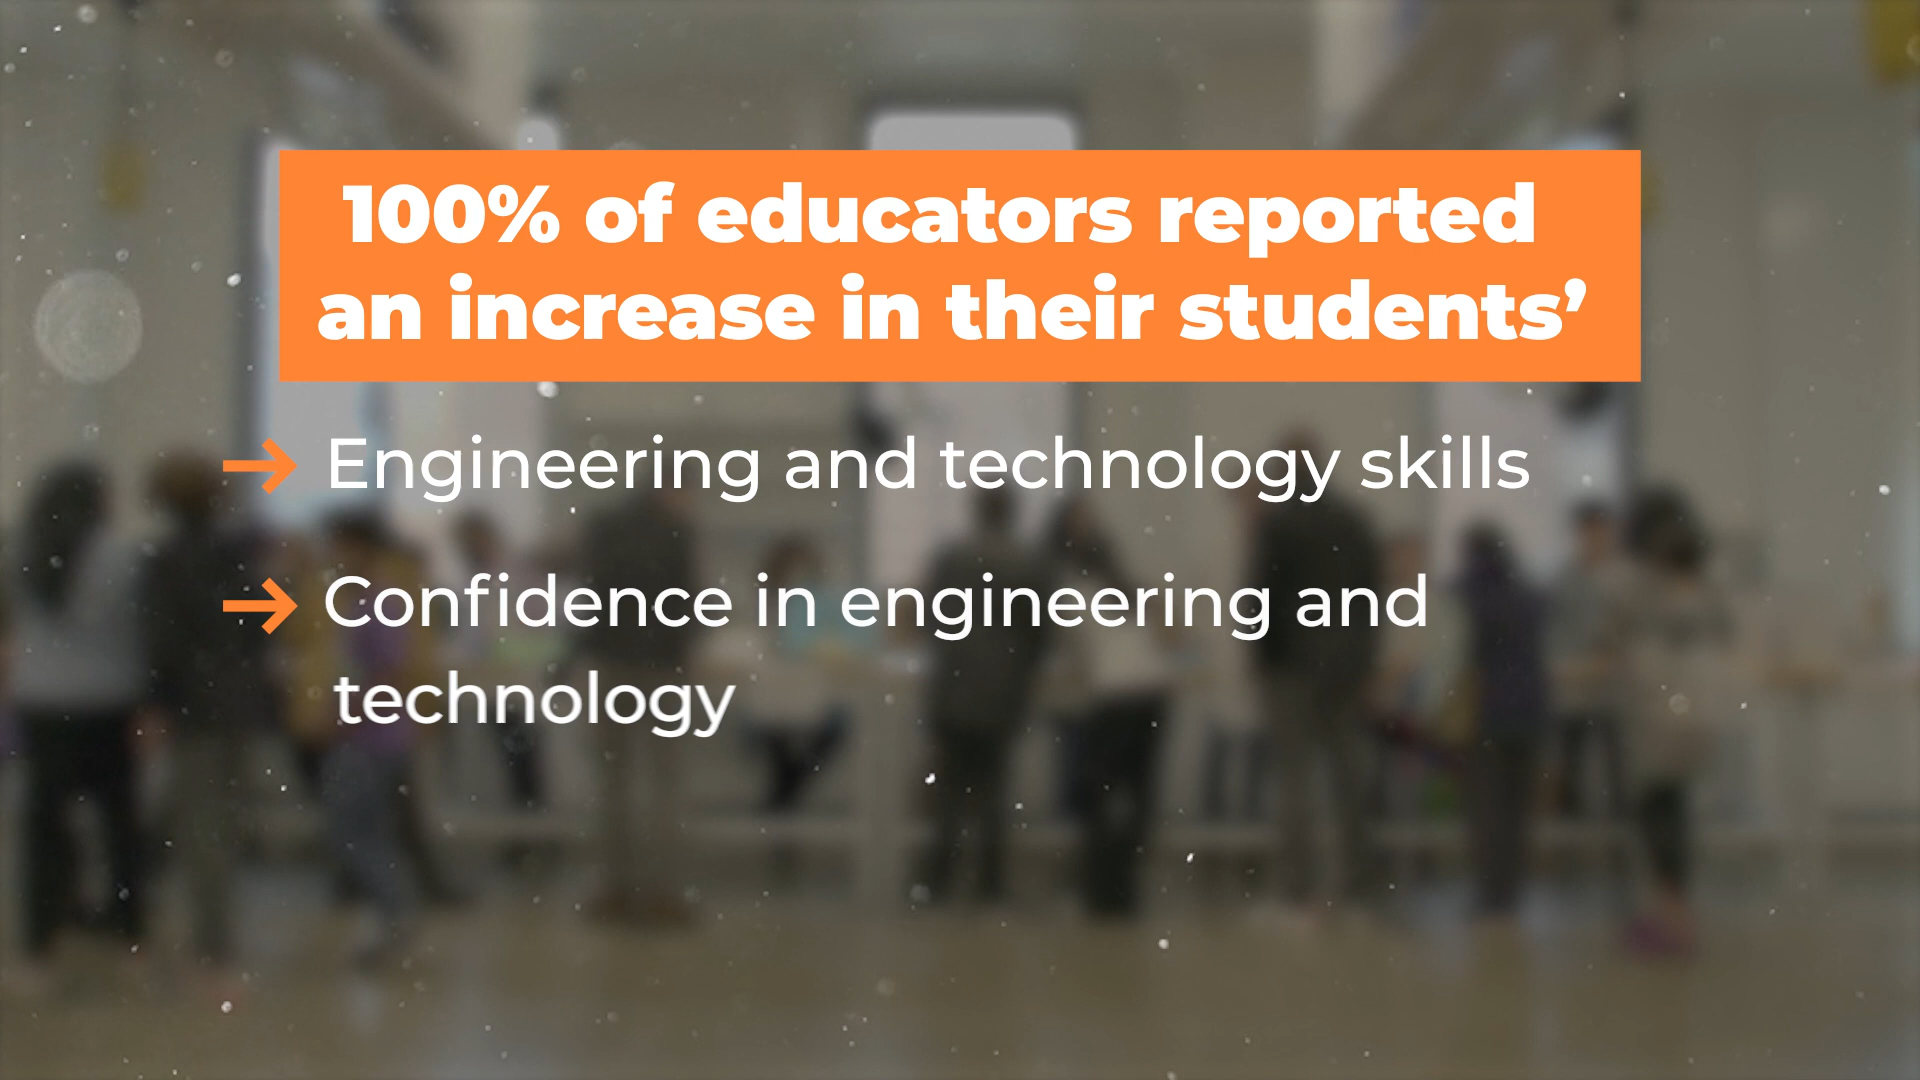 100% of educators reported
an increase in their students’
Engineering and technology skills
Confidence in engineering and
technology